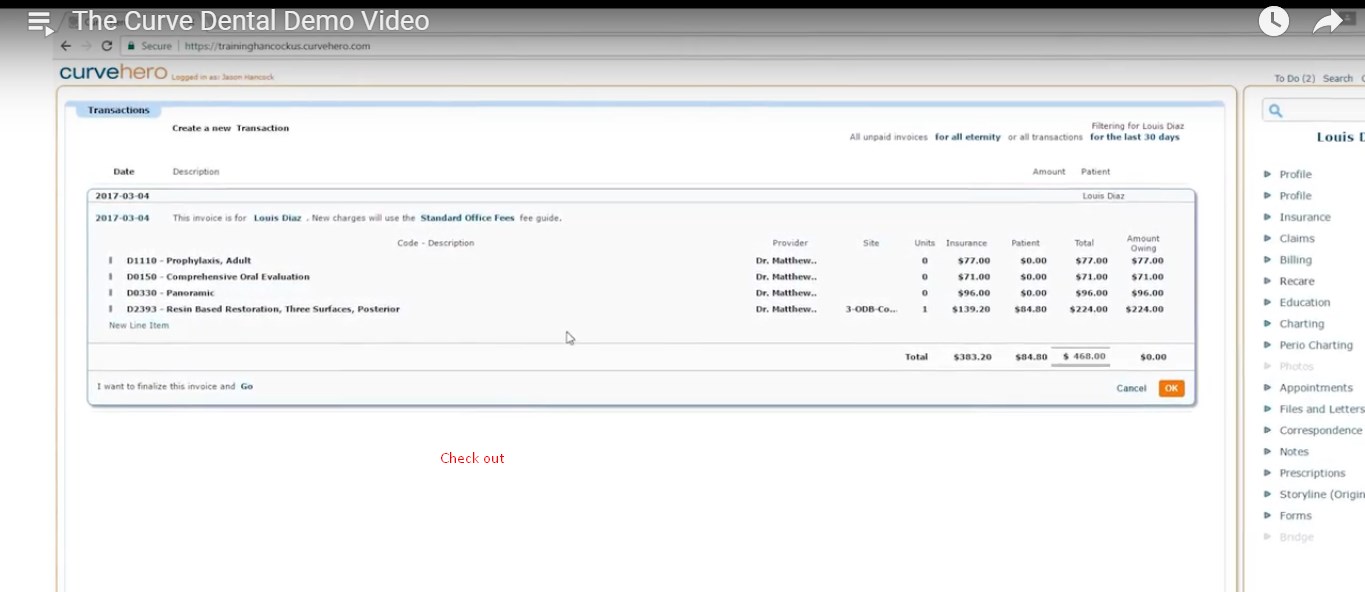 The Curve Dental Demo Video
Secure | https://traininghancockus.curvehero.com
curvehero Logged in as: Jason Hancock
To Do (2) Search
Transactions
Create a new Transaction
Filtering for Louis Diaz
All unpaid invoices for all eternity or all transactions for the last 30 days
Louis
Date Description Amount Patient
2017-03-04 Louis Diaz
2017-03-04 This invoice is for Louis Diaz . New charges will use the Standard Office Fees fee guide.
Code - Description Provider Site Units Insurance Patient Total Amount Owing
D1110 - Prophylaxis, Adult Dr. Matthew.. 0 $77.00 $0.00 $77.00 $77.00
D0150 - Comprehensive Oral Evaluation Dr. Matthew.. 0 $71.00 $0.00 $71.00 $71.00
D0330 - Panoramic Dr. Matthew.. 0 $96.00 $0.00 $96.00 $96.00
D2393 - Resin Based Restoration, Three Surfaces, Posterior Dr. Matthew.. 3-ODB-Co... 1 $139.20 $84.80 $224.00 $224.00
New Line Item
Total $383.20 $84.80 $ 468.00 $0.00
I want to finalize this invoice and Go
Cancel OK
Check out
Profile
Profile
Insurance
Claims
Billing
Recare
Education
Charting
Perio Charting
Photos
Appointments
Files and Letters
Correspondence
Notes
Prescriptions
Storyline (Origin
Forms
Bridge